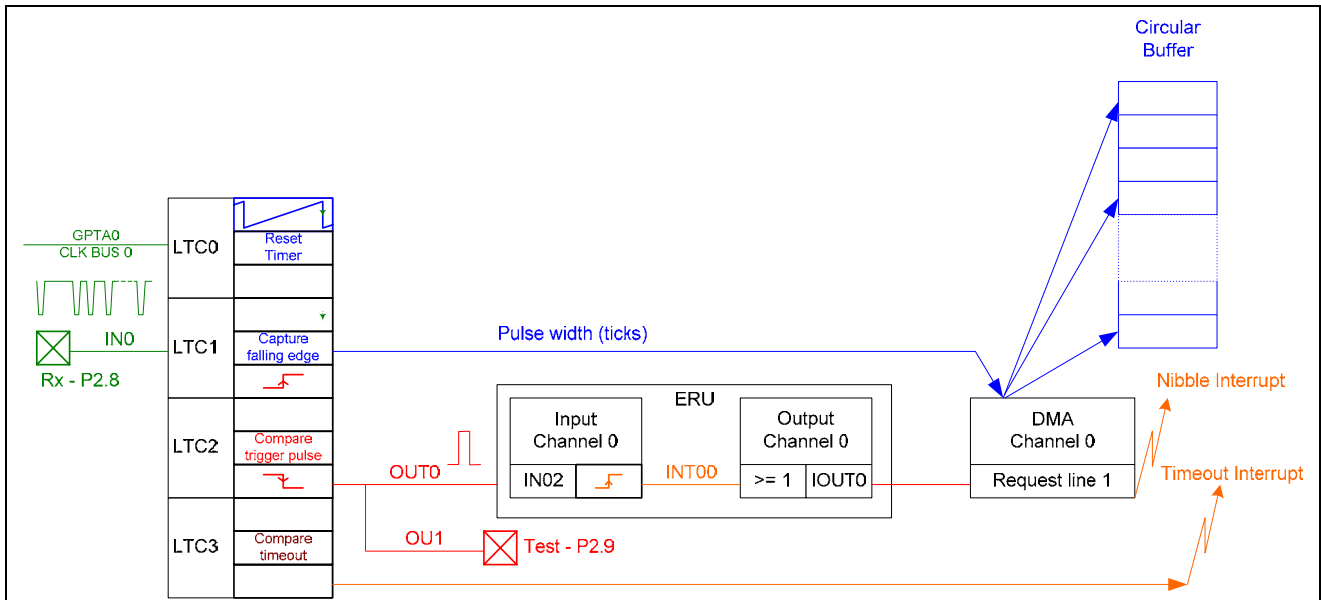 Circular
Buffer
GPTA0
CLK BUS 0
LTC0
Reset
Timer
IN0
Rx - P2.8
LTC1
Capture
falling edge
Pulse width (ticks)
LTC2
Compare
trigger pulse
OUT0
OU1
Test - P2.9
LTC3
Compare
timeout
ERU
Input
Channel 0
IN02
INT00
Output
Channel 0
>= 1
IOUT0
DMA
Channel 0
Request line 1
Nibble Interrupt
Timeout Interrupt